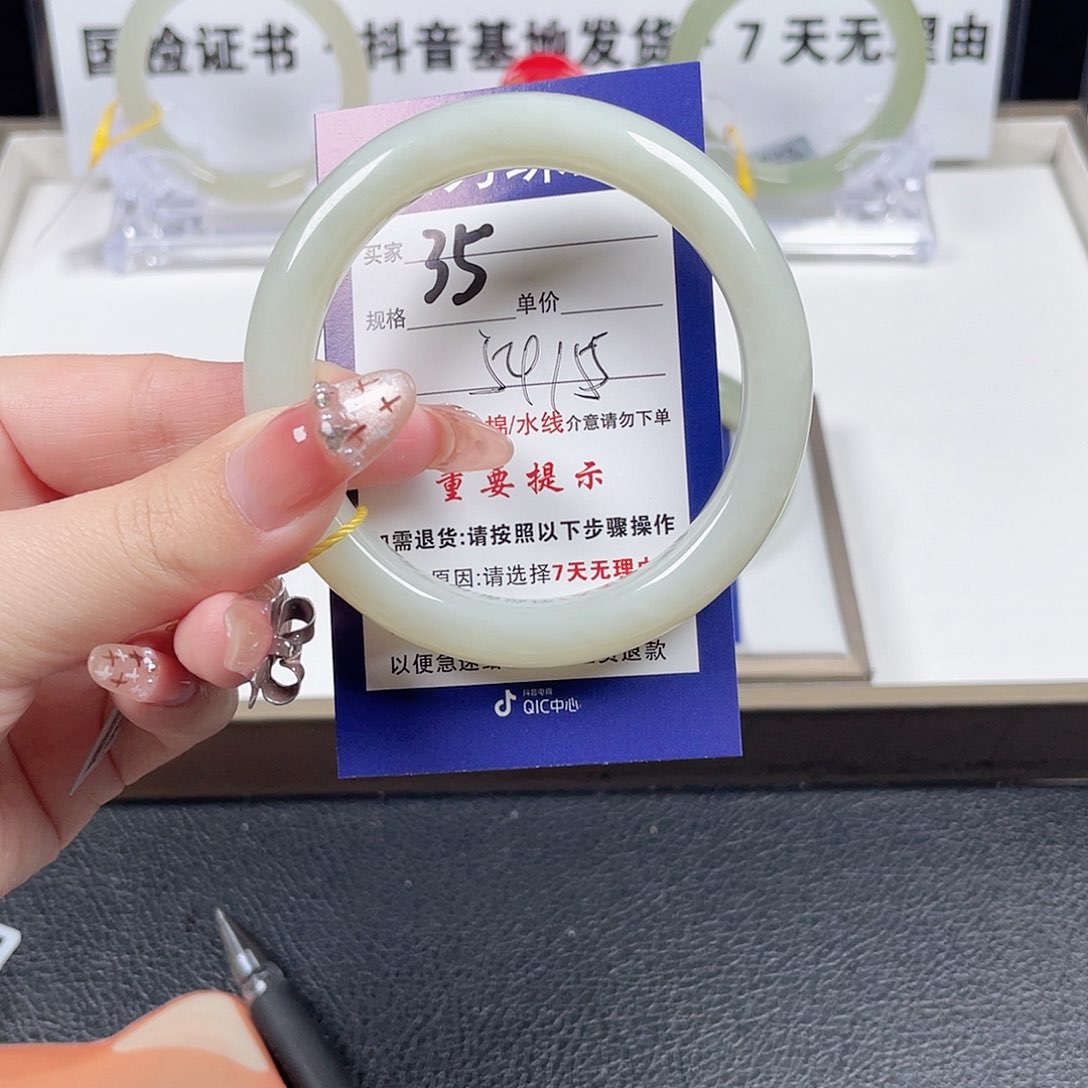 国检证书 · 抖音基地发货 · 7天无理由
买家 35
规格 单价
5415
棉/水线介意请勿下单
重要提示
需退货:请按照以下步骤操作
原因:请选择7天无理由
以便急速 退款
抖音电商
QIC中心